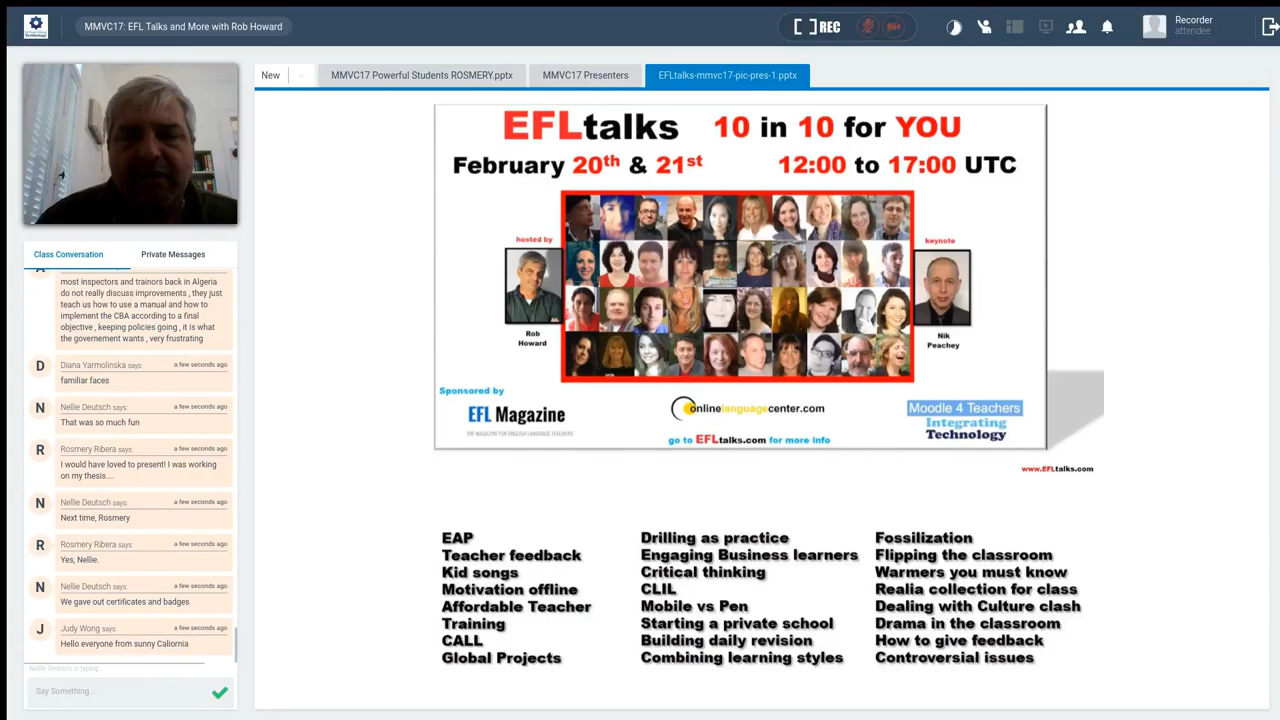 MMVC17: EFL Talks and More with Rob Howard
[ ] REC
Recorder
attendee
New
MMVC17 Powerful Students ROSMERY.pptx
MMVC17 Presenters
EFLtalks-mmvc17-pic-pres-1.pptx
Class Conversation
Private Messages
most inspectors and trainors back in Algeria
do not really discuss improvements , they just
teach us how to use a manual and how to
implement the CBA according to a final
objective , keeping policies going , it is what
the governement wants , very frustrating
D
Diana Yarmolinska says:
a few seconds ago
familiar faces
N
Nellie Deutsch says:
a few seconds ago
That was so much fun
R
Rosmery Ribera says:
a few seconds ago
I would have loved to present! I was working
on my thesis....
N
Nellie Deutsch says:
a few seconds ago
Next time, Rosmery
R
Rosmery Ribera says:
a few seconds ago
Yes, Nellie.
N
Nellie Deutsch says:
a few seconds ago
We gave out certificates and badges
J
Judy Wong says:
a few seconds ago
Hello everyone from sunny Caliornia
Nellie Deutsch is typing...
Say Something...
EFLtalks 10 in 10 for YOU
February 20th & 21st 12:00 to 17:00 UTC
hosted by
Rob
Howard
keynote
Nik
Peachey
Sponsored by
EFL Magazine
THE MAGAZINE FOR ENGLISH LANGUAGE TEACHERS
onlinelanguagecenter.com
go to EFLtalks.com for more info
Moodle 4 Teachers
Integrating
Technology
www.EFLtalks.com
EAP
Teacher feedback
Kid songs
Motivation offline
Affordable Teacher
Training
CALL
Global Projects
Drilling as practice
Engaging Business learners
Critical thinking
CLIL
Mobile vs Pen
Starting a private school
Building daily revision
Combining learning styles
Fossilization
Flipping the classroom
Warmers you must know
Realia collection for class
Dealing with Culture clash
Drama in the classroom
How to give feedback
Controversial issues